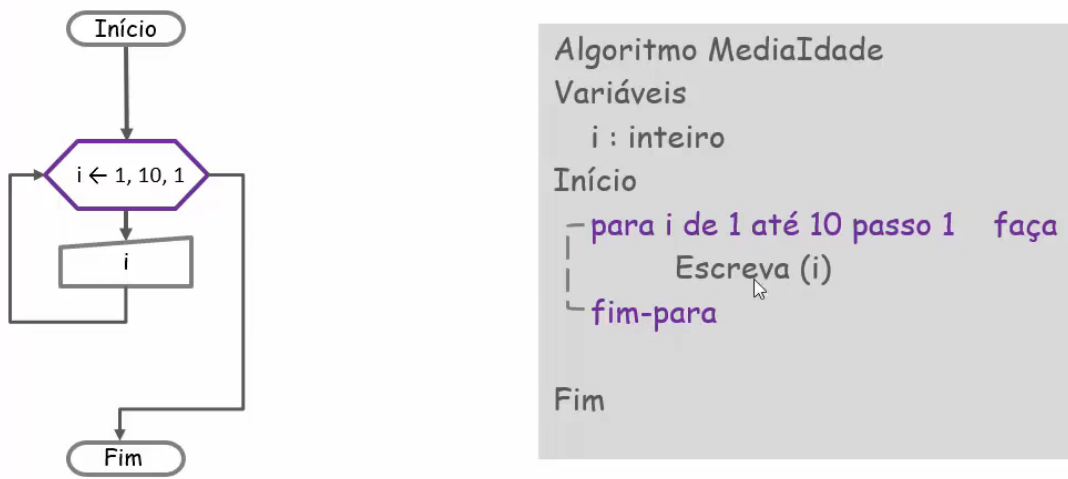 Início
i ← 1, 10, 1
i
Fim
Algoritmo MediaIdade
Variáveis
i : inteiro
Início
para i de 1 até 10 passo 1 faça
Escreva (i)
fim-para
Fim